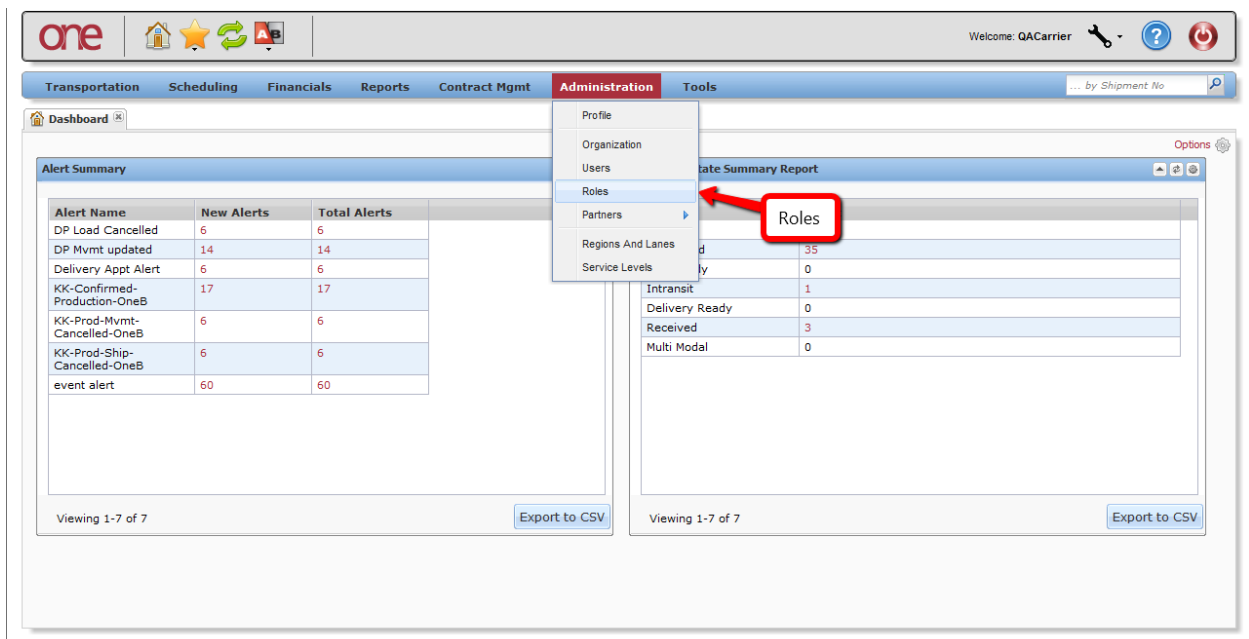 one
A B
Welcome: QACarrier
?
Transportation Scheduling Financials Reports Contract Mgmt Administration Tools
... by Shipment No
Dashboard
Profile
Options
Organization
Alert Summary
Users
tate Summary Report
Roles
Alert Name New Alerts Total Alerts
Partners
Roles
DP Load Cancelled 6 6
DP Mvmt updated 14 14
Regions And Lanes
d 35
Delivery Appt Alert 6 6
Service Levels
ly 0
KK-Confirmed-
Production-OneB 17 17
Intransit 1
Delivery Ready 0
KK-Prod-Mvmt-
Cancelled-OneB 6 6
Received 3
Multi Modal 0
KK-Prod-Ship-
Cancelled-OneB 6 6
event alert 60 60
Viewing 1-7 of 7 Export to CSV
Viewing 1-7 of 7 Export to CSV